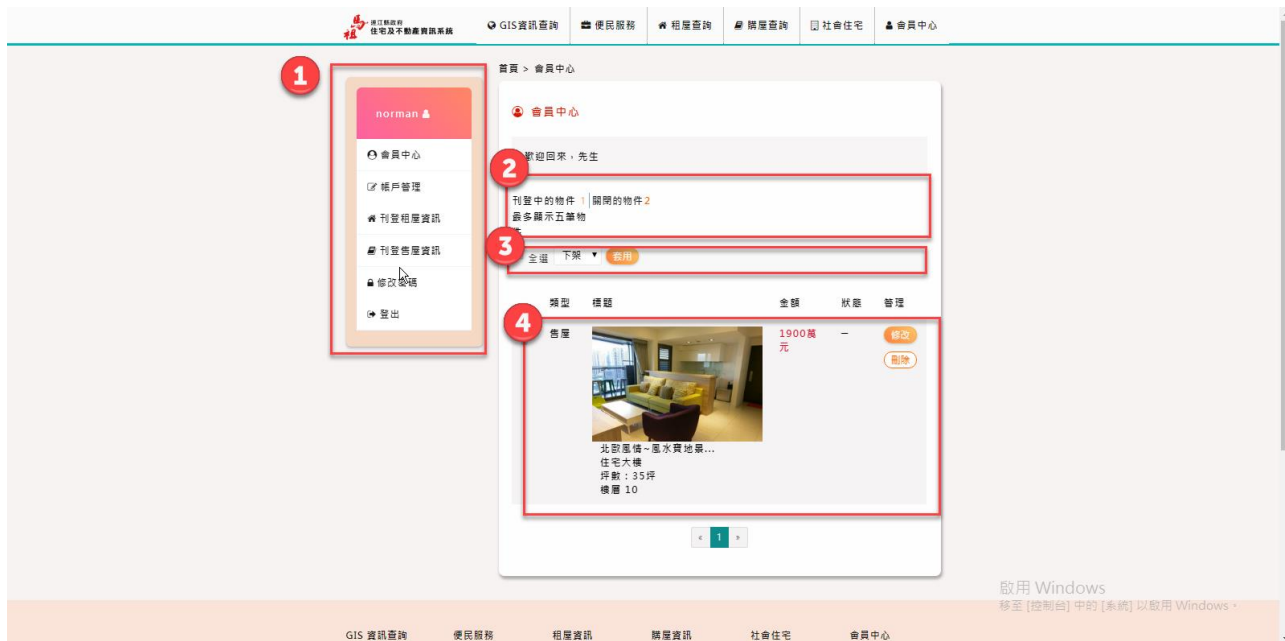 馬祖 連江縣政府
住宅及不動產資訊系統
GIS資訊查詢
便民服務
租屋查詢
購屋查詢
社會住宅
會員中心
首頁 > 會員中心
1
norman
會員中心
帳戶管理
刊登租屋資訊
刊登售屋資訊
修改密碼
登出
會員中心
歡迎回來，先生
2
刊登中的物件 1 關閉的物件2
最多顯示五筆物
件
3
全選 下架 套用
類型 標題 金額 狀態 管理
4
售屋
1900萬
元
–
修改
刪除
北歐風情~風水寶地景...
住宅大樓
坪數：35坪
樓層 10
« 1 »
啟用 Windows
移至 [控制台] 中的 [系統] 以啟用 Windows。
GIS 資訊查詢 便民服務 租屋資訊 購屋資訊 社會住宅 會員中心